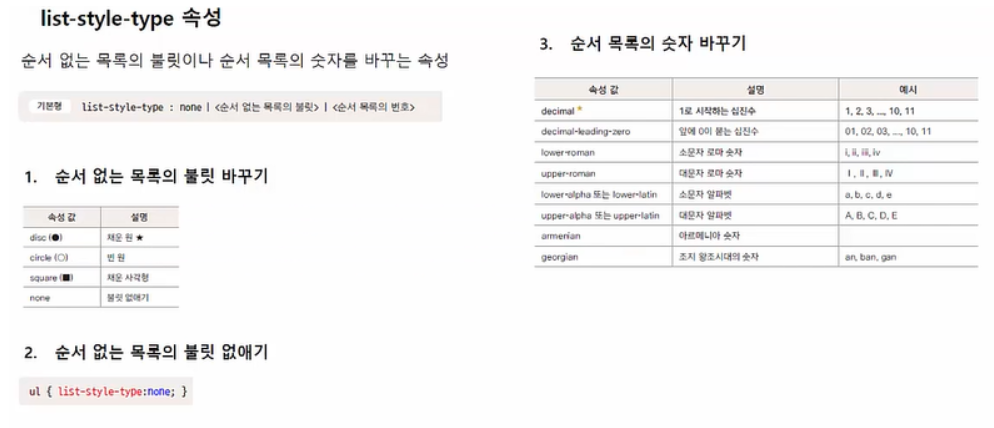 list-style-type 속성
순서 없는 목록의 불릿이나 순서 목록의 숫자를 바꾸는 속성
기본형 list-style-type : none | <순서 없는 목록의 불릿> | <순서 목록의 번호>
1. 순서 없는 목록의 불릿 바꾸기
속성 값 설명
disc (●) 채운 원 ★
circle (○) 빈 원
square (■) 채운 사각형
none 불릿 없애기
2. 순서 없는 목록의 불릿 없애기
ul { list-style-type:none; }
3. 순서 목록의 숫자 바꾸기
속성 값 설명 예시
decimal * 1로 시작하는 십진수 1, 2, 3, ..., 10, 11
decimal-leading-zero 앞에 0이 붙는 십진수 01, 02, 03, ..., 10, 11
lower-roman 소문자 로마 숫자 i, ii, iii, iv
upper-roman 대문자 로마 숫자 Ⅰ, Ⅱ, Ⅲ, Ⅳ
lower-alpha 또는 lower-latin 소문자 알파벳 a, b, c, d, e
upper-alpha 또는 upper-latin 대문자 알파벳 A, B, C, D, E
armenian 아르메니아 숫자
georgian 조지 왕조시대의 숫자 an, ban, gan